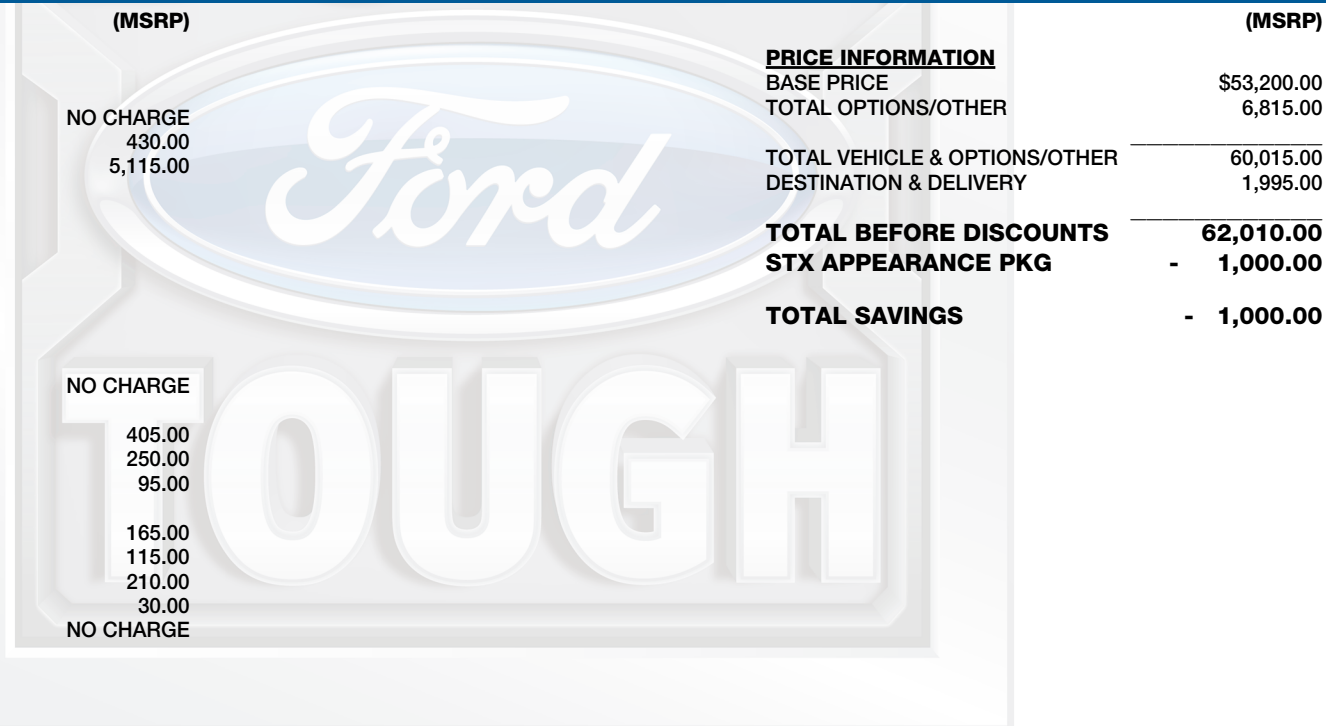 (MSRP)
NO CHARGE
430.00
5,115.00
NO CHARGE
405.00
250.00
95.00
165.00
115.00
210.00
30.00
NO CHARGE
Ford
TOUGH
(MSRP)
PRICE INFORMATION
BASE PRICE $53,200.00
TOTAL OPTIONS/OTHER 6,815.00
TOTAL VEHICLE & OPTIONS/OTHER 60,015.00
DESTINATION & DELIVERY 1,995.00
TOTAL BEFORE DISCOUNTS 62,010.00
STX APPEARANCE PKG - 1,000.00
TOTAL SAVINGS - 1,000.00